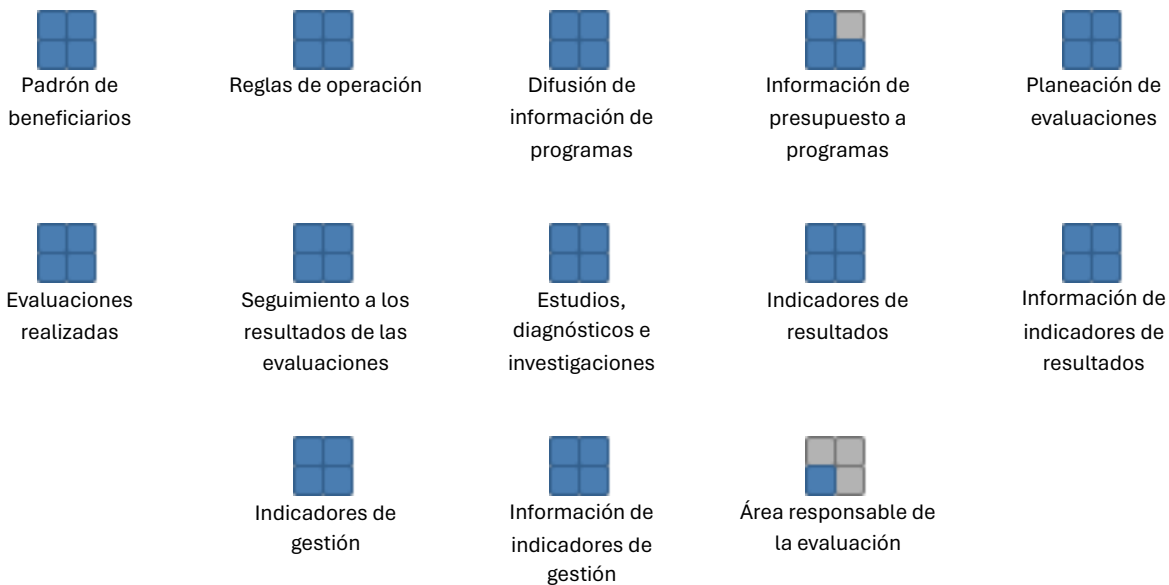 Padrón de
beneficiarios
Reglas de operación
Difusión de
información de
programas
Información de
presupuesto a
programas
Planeación de
evaluaciones
Evaluaciones
realizadas
Seguimiento a los
resultados de las
evaluaciones
Estudios,
diagnósticos e
investigaciones
Indicadores de
resultados
Información de
indicadores de
resultados
Indicadores de
gestión
Información de
indicadores de
gestión
Área responsable de
la evaluación